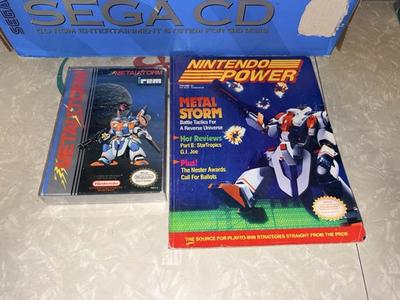 SEGA
SEGA CD
CD ROM ENTERTAINMENT SYSTEM FOR SEGA GENESIS
METAL STORM
METAL STORM
irem
Nintendo
NINTENDO
POWER
METAL
STORM
Battle Tactics For
A Reverse Universe
Hot Reviews
Part II: StarTropics
G.I. Joe
Plus!
The Nester Awards
Call For Ballots
THE SOURCE FOR PLAY-TO-WIN STRATEGIES STRAIGHT FROM THE PROS